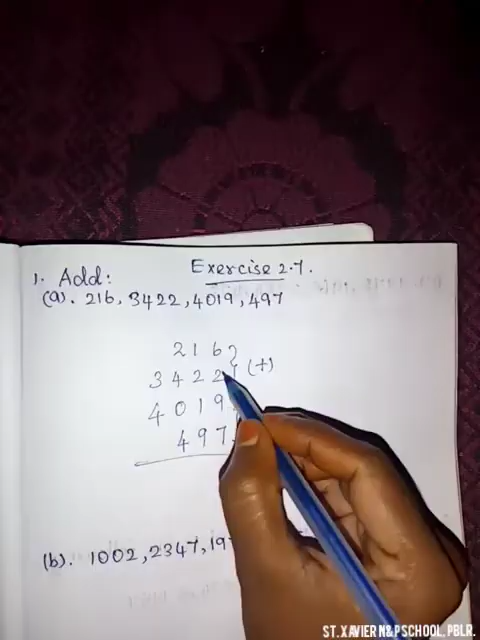 Exercise 2.7.
1. Add:
(a). 216, 3422, 4019, 497
216
3422 (+)
4019
497
(b). 1002, 2347, 19
ST.XAVIER N&P SCHOOL, PBLR.